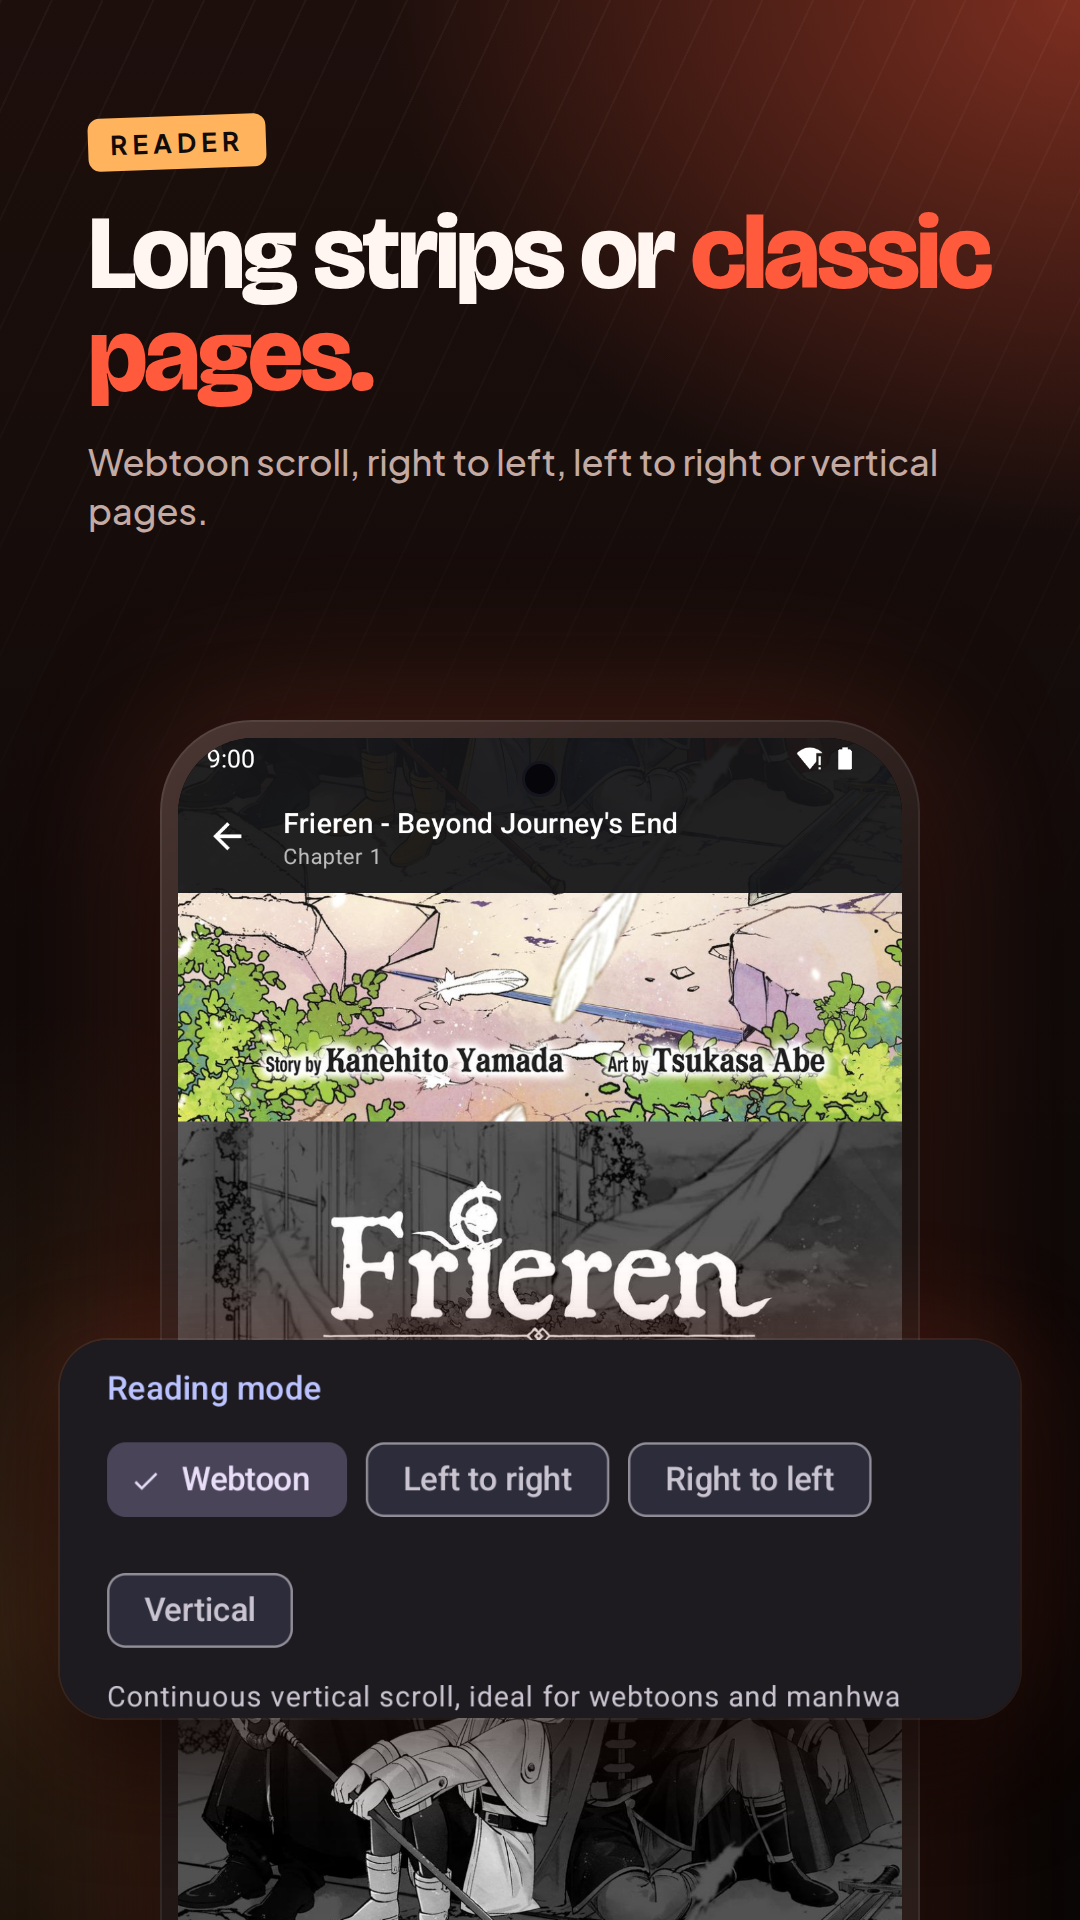 READER
Long strips or classic
pages.
Webtoon scroll, right to left, left to right or vertical
pages.
9:00
Frieren - Beyond Journey's End
Chapter 1
Story by Kanehito Yamada Art by Tsukasa Abe
Frieren
Reading mode
Webtoon Left to right Right to left
Vertical
Continuous vertical scroll, ideal for webtoons and manhwa